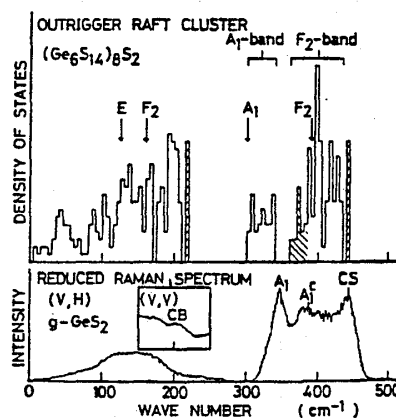 OUTRIGGER RAFT CLUSTER
A₁-band
F₂-band
(Ge₆S₁₄)₈S₂
E
F₂
A₁
F₂
DENSITY OF STATES
REDUCED RAMAN SPECTRUM
(V,H)
(V,V)
CB
g-GeS₂
A₁
A₁ᶜ
CS
INTENSITY
0 100 200 300 400 500
WAVE NUMBER (cm⁻¹)